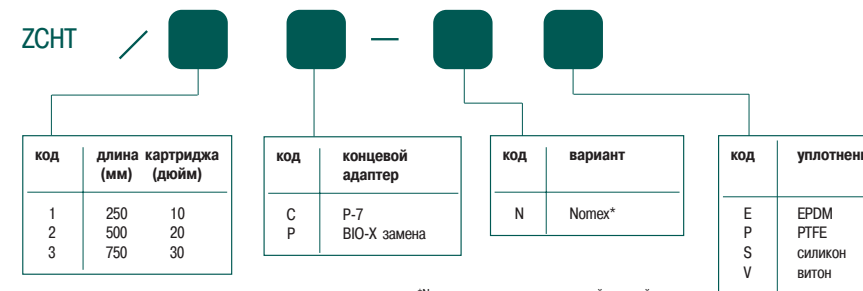 ZCHT / –
код длина картриджа
(мм) (дюйм)
1 250 10
2 500 20
3 750 30
код концевой
адаптер
C P-7
P BIO-X замена
код вариант
N Nomex*
код уплотнени
E EPDM
P PTFE
S силикон
V витон